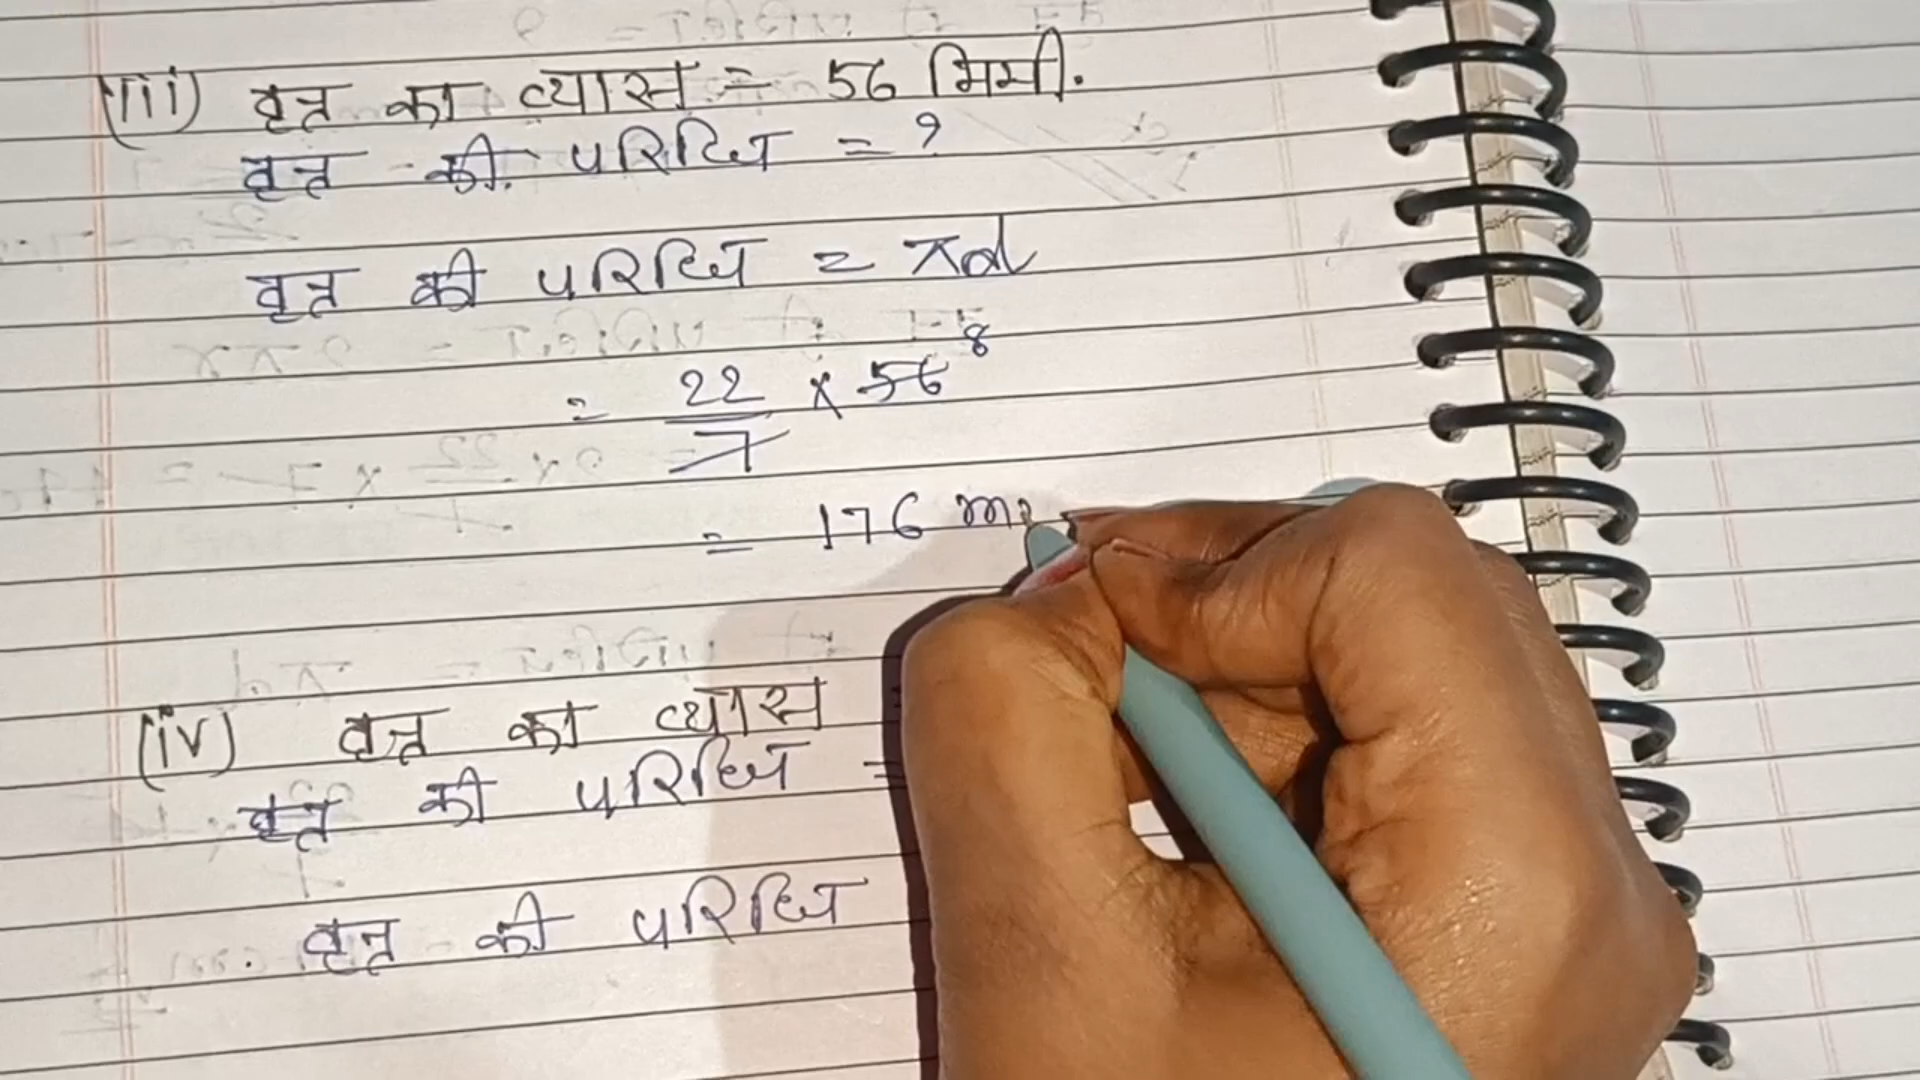 (iii) वृत्त का व्यास = 56 मिमी.
वृत्त की परिधि = ?
वृत्त की परिधि = πd
= 22/7 × 56 8
= 176 mm
(iv) वृत्त का व्यास
वृत्त की परिधि =
वृत्त की परिधि